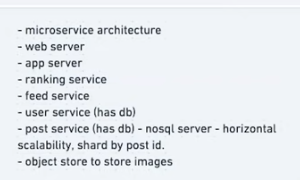 - microservice architecture
- web server
- app server
- ranking service
- feed service
- user service (has db)
- post service (has db) - nosql server - horizontal
scalability, shard by post id.
- object store to store images